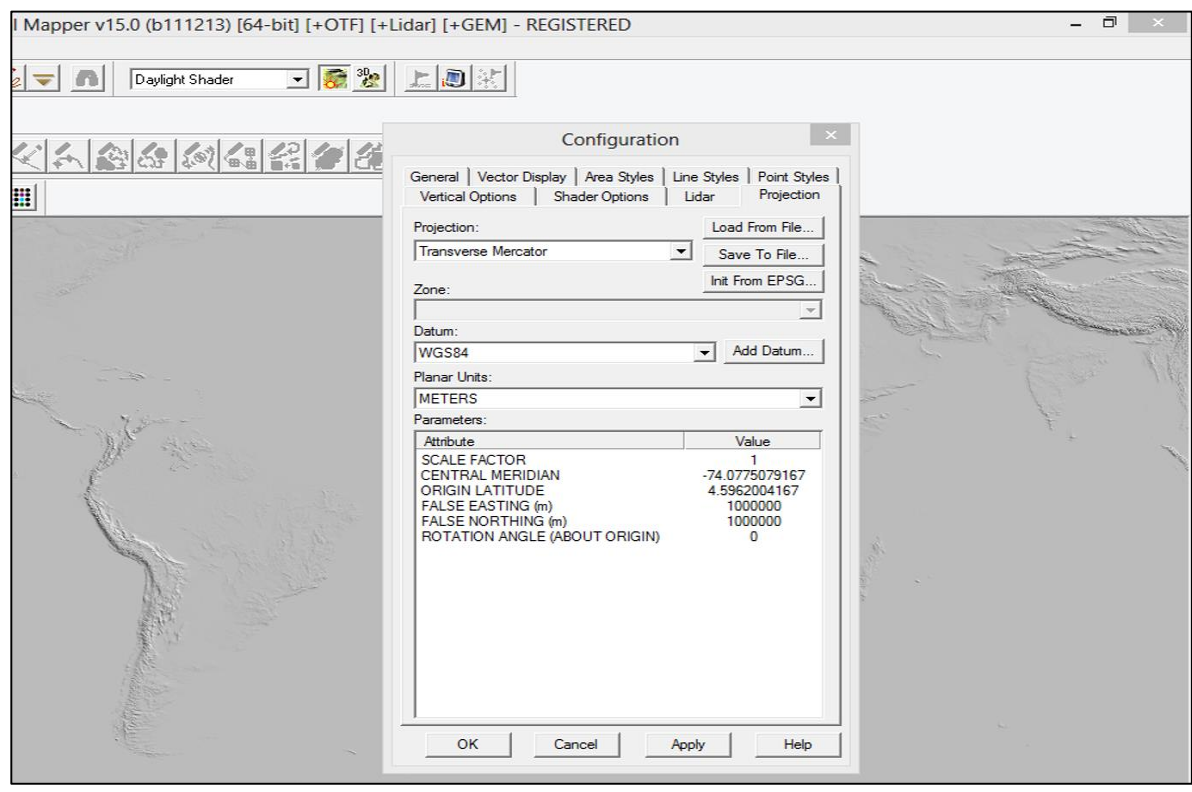 l Mapper v15.0 (b111213) [64-bit] [+OTF] [+Lidar] [+GEM] - REGISTERED
Daylight Shader
3D
Configuration
General Vector Display Area Styles Line Styles Point Styles
Vertical Options Shader Options Lidar Projection
Projection:
Load From File...
Transverse Mercator
Save To File...
Init From EPSG...
Zone:
Datum:
WGS84
Add Datum...
Planar Units:
METERS
Parameters:
Attribute Value
SCALE FACTOR 1
CENTRAL MERIDIAN -74.0775079167
ORIGIN LATITUDE 4.5962004167
FALSE EASTING (m) 1000000
FALSE NORTHING (m) 1000000
ROTATION ANGLE (ABOUT ORIGIN) 0
OK Cancel Apply Help